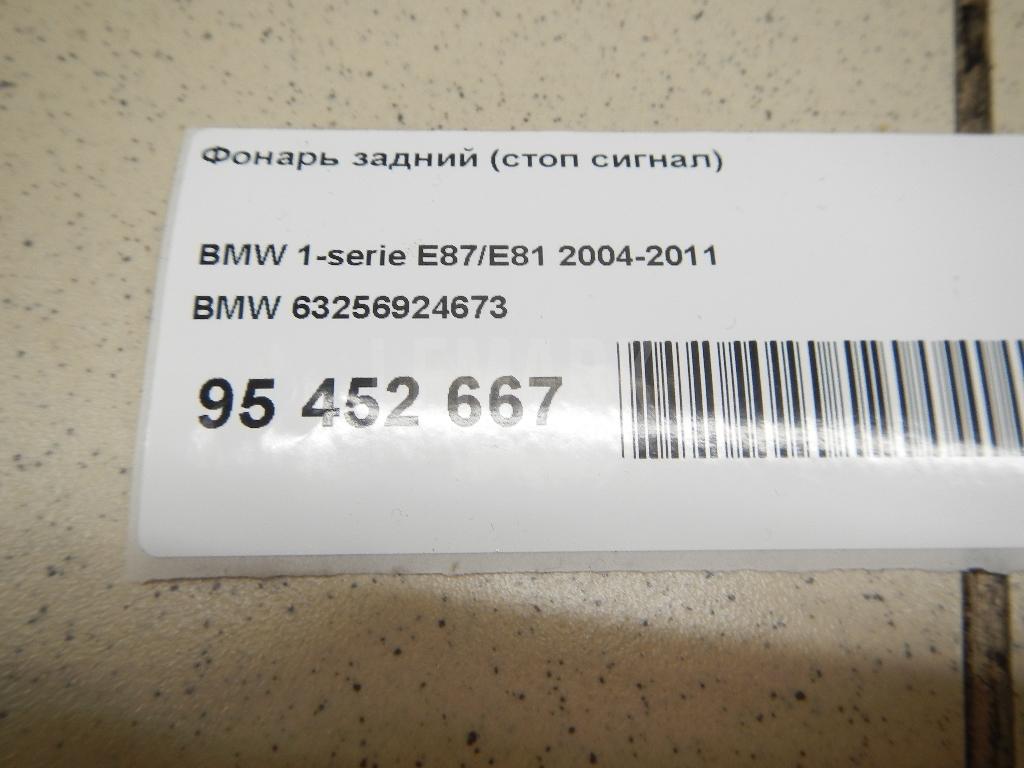 Фонарь задний (стоп сигнал)
BMW 1-serie E87/E81 2004-2011
BMW 63256924673
95 452 667